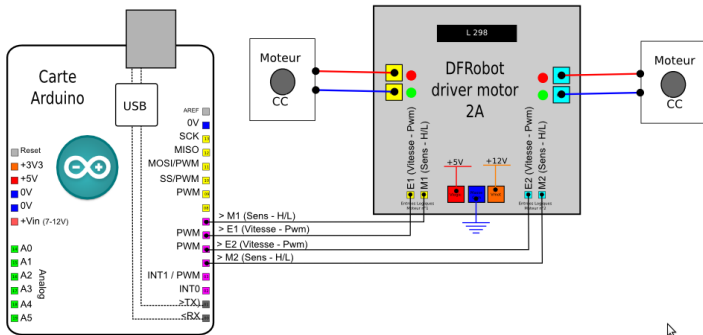 Carte
Arduino
USB
Reset
+3V3
+5V
0V
0V
+Vin (7-12V)
A0
A1
A2
A3
A4
A5
Analog
AREF
0V
SCK
MISO
MOSI/PWM
SS/PWM
PWM
PWM
PWM
INT1 / PWM
INT0
>TX)
<RX
> M1 (Sens - H/L)
> E1 (Vitesse - Pwm)
> E2 (Vitesse - Pwm)
> M2 (Sens - H/L)
Moteur
CC
L 298
DFRobot
driver motor
2A
E1 (Vitesse - Pwm)
M1 (Sens - H/L)
+5V
+12V
E2 (Vitesse - Pwm)
M2 (Sens - H/L)
Moteur
CC